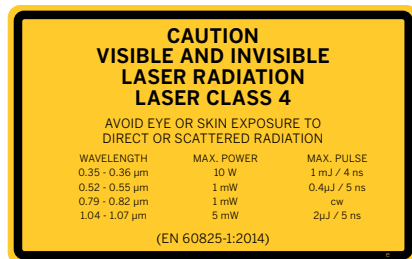 CAUTION
VISIBLE AND INVISIBLE
LASER RADIATION
LASER CLASS 4
AVOID EYE OR SKIN EXPOSURE TO
DIRECT OR SCATTERED RADIATION
WAVELENGTH MAX. POWER MAX. PULSE
0.35 - 0.36 µm 10 W 1 mJ / 4 ns
0.52 - 0.55 µm 1 mW 0.4µJ / 5 ns
0.79 - 0.82 µm 1 mW cw
1.04 - 1.07 µm 5 mW 2µJ / 5 ns
(EN 60825-1:2014)
e